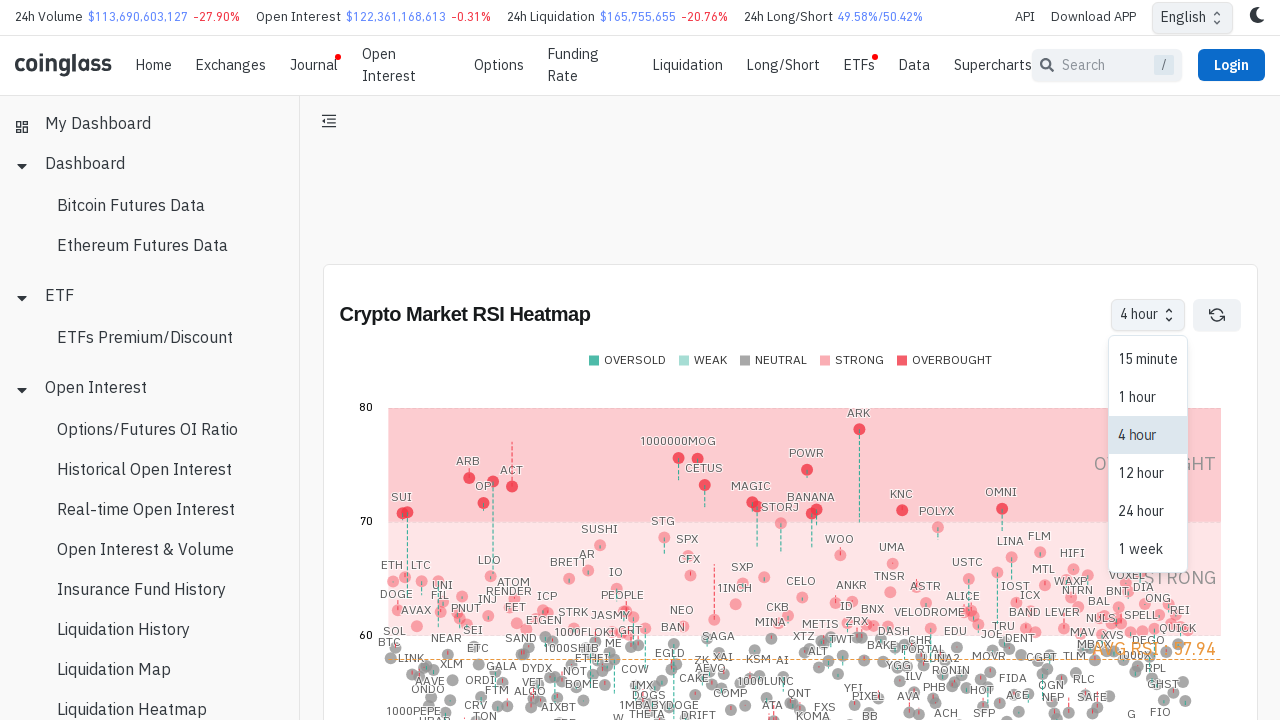 24h Volume $113,690,603,127 -27.90% Open Interest $122,361,168,613 -0.31% 24h Liquidation $165,755,655 -20.76% 24h Long/Short 49.58%/50.42% API Download APP English
coinglass Home Exchanges Journal Open Interest Options Funding Rate Liquidation Long/Short ETFs Data Supercharts Search / Login
My Dashboard
Dashboard
Bitcoin Futures Data
Ethereum Futures Data
ETF
ETFs Premium/Discount
Open Interest
Options/Futures OI Ratio
Historical Open Interest
Real-time Open Interest
Open Interest & Volume
Insurance Fund History
Liquidation History
Liquidation Map
Liquidation Heatmap
Crypto Market RSI Heatmap 4 hour
15 minute
1 hour
4 hour
12 hour
24 hour
1 week
OVERSOLD WEAK NEUTRAL STRONG OVERBOUGHT
80
ARK
1000000MOG
ARB ACT CETUS POWR
SUI OP MAGIC BANANA KNC OMNI
STORJ POLYX
70
STG
SUSHI SPX WOO UMA LINA FLM
ETH LTC LDO BRETT AR IO CFX SXP TNSR USTC MTL HIFI
DOGE UNI FIL ATOM RENDER ICP PEOPLE 1INCH CELO ANKR ASTR IOST WAXP VOXEL STRONG
AVAX PNUT INJ FET STRK JASMY NEO CKB ID BNX ALICE ICX NTRN BNT DIA
EIGEN BAN MINA METIS ZRX VELODROME BAND LEVER BAL NULS SPELL REI
60
SOL SEI SAND 1000FLOKI GRT SAGA XTZ TWT DASH EDU JOE TRU DENT MAV XVS QUICK
BTC NEAR ETC 1000SHIB ME EGLD ALT BAKE CHR PORTAL MBOX DEGO
LINK XLM GALA DYDX ETHFI COW ZK XAI KSM AI YGG LUNA2 MOVR CGPT TLM 57.94
AAVE ORDI NOT AEVO CAKE 1000LUNC ILV RONIN FIDA RLC RPL
ONDO FTM VET ALGO BOME IMX DOGS COMP ONT YFI PIXEL AVA PHB HOT ACE OGN NFP SAFE GHST
1000PEPE CRV TON AIXBT 1MBABYDOGE THETA DRIFT ATA KOMA FXS BB ACH SFP G FIO